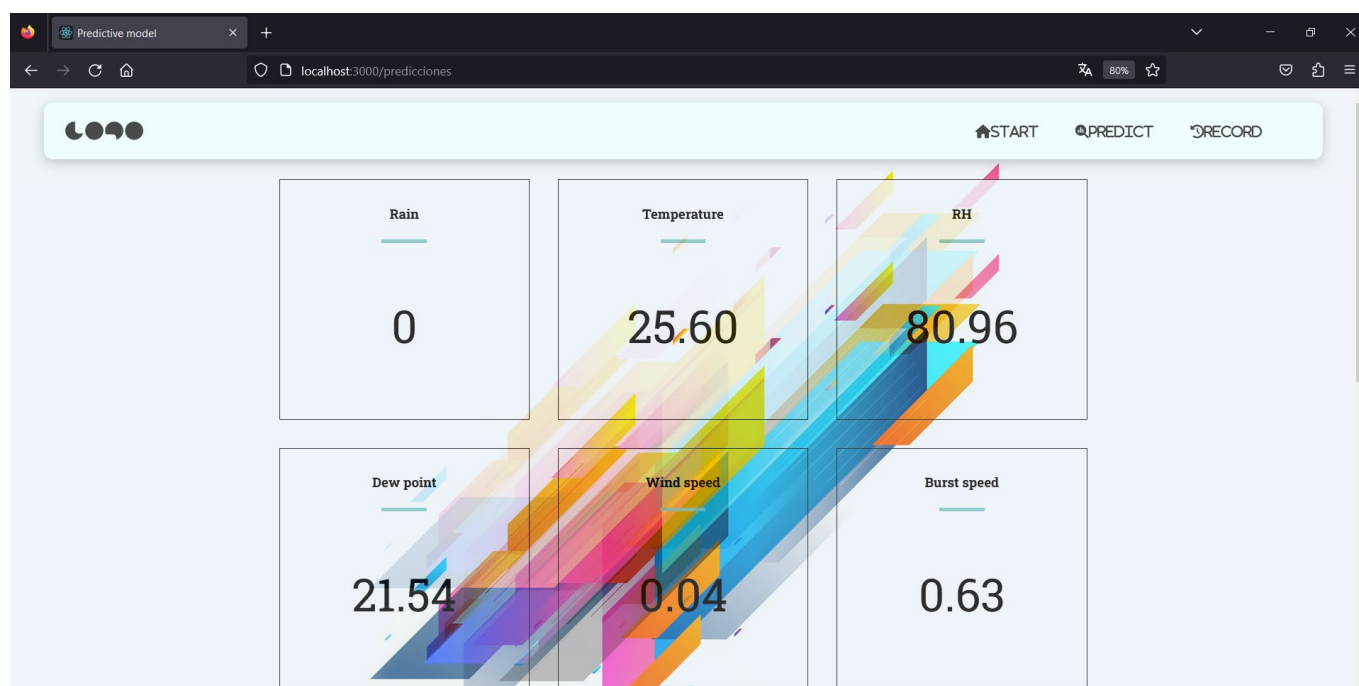 Predictive model
localhost:3000/predicciones
80%
LOGO
START PREDICT RECORD
Rain Temperature RH
0 25.60 80.96
Dew point Wind speed Burst speed
21.54 0.04 0.63